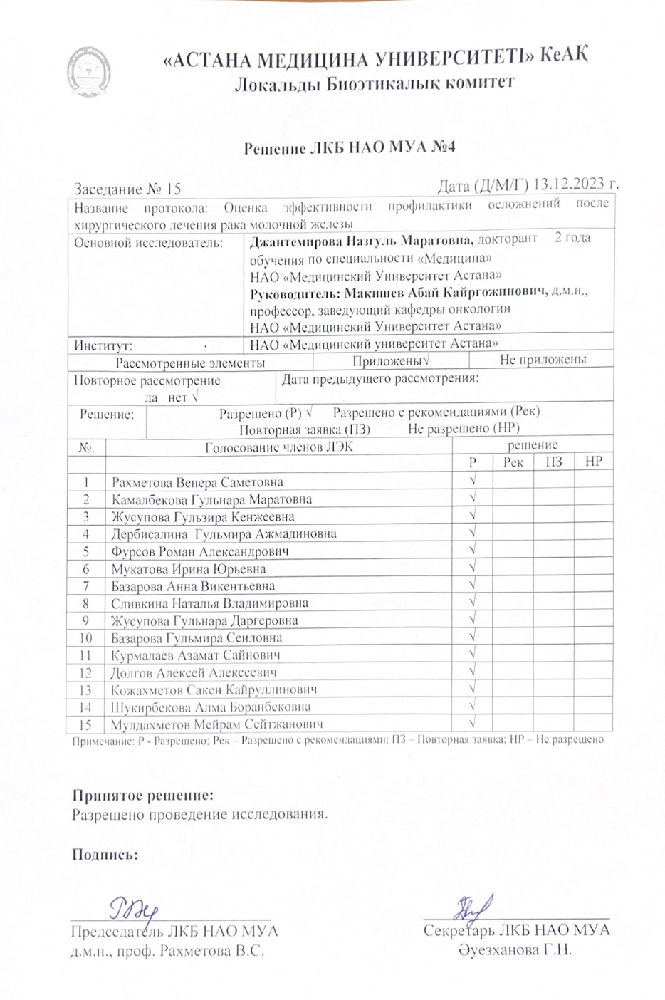 «АСТАНА МЕДИЦИНА УНИВЕРСИТЕТІ» КеАҚ
Локальды Биоэтикалық комитет
Решение ЛКБ НАО МУА №4
Заседание № 15 Дата (Д/М/Г) 13.12.2023 г.
Название протокола: Оценка эффективности профилактики осложнений после
хирургического лечения рака молочной железы
Основной исследователь: Джантемирова Назгуль Маратовна, докторант 2 года
обучения по специальности «Медицина»
НАО «Медицинский Университет Астана»
Руководитель: Макишев Абай Кайргожинович, д.м.н.,
профессор, заведующий кафедры онкологии
НАО «Медицинский Университет Астана»
Институт: НАО «Медицинский университет Астана»
Рассмотренные элементы Приложены√ Не приложены
Повторное рассмотрение Дата предыдущего рассмотрения:
да нет √
Решение: Разрешено (Р) √ Разрешено с рекомендациями (Рек)
Повторная заявка (ПЗ) Не разрешено (НР)
№. Голосование членов ЛЭК решение
Р Рек ПЗ НР
1 Рахметова Венера Саметовна √
2 Камалбекова Гульнара Маратовна √
3 Жусупова Гульзира Кенжеевна √
4 Дербисалина Гульмира Ажмадиновна √
5 Фурсов Роман Александрович √
6 Мукатова Ирина Юрьевна √
7 Базарова Анна Викентьевна √
8 Сливкина Наталья Владимировна √
9 Жусупова Гульнара Даргеровна √
10 Базарова Гульмира Сеиловна √
11 Курмалаев Азамат Сайнович √
12 Долгов Алексей Алексеевич √
13 Кожахметов Сакен Кайруллинович √
14 Шукирбекова Алма Боранбековна √
15 Мулдахметов Мейрам Сейтжанович √
Примечание: Р - Разрешено; Рек – Разрешено с рекомендациями; ПЗ – Повторная заявка; НР – Не разрешено
Принятое решение:
Разрешено проведение исследования.
Подпись:
Председатель ЛКБ НАО МУА Секретарь ЛКБ НАО МУА
д.м.н., проф. Рахметова В.С. Әуезханова Г.Н.